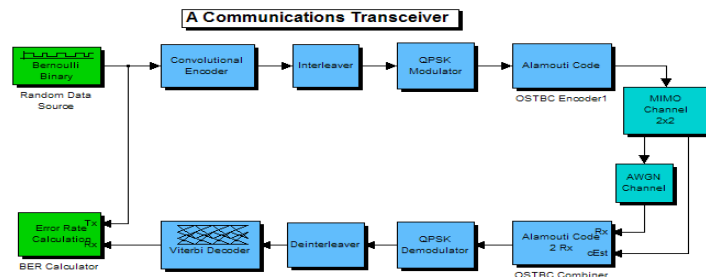 A Communications Transceiver
Bernoulli
Binary
Random Data
Source
Convolutional
Encoder
Interleaver
QPSK
Modulator
Alamouti Code
OSTBC Encoder1
MIMO
Channel
2x2
AWGN
Channel
Tx
Error Rate
Calculation
Rx
BER Calculator
Viterbi Decoder
Deinterleaver
QPSK
Demodulator
Alamouti Code
2 Rx
Rx
cEst
OSTBC Combiner